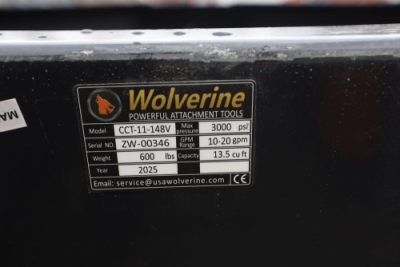 Wolverine
POWERFUL ATTACHMENT TOOLS
Model CCT-11-148V Max pressure 3000 psi
Serial NO. ZW-00346 GPM Range 10-20 gpm
Weight 600 lbs Capacity 13.5 cu ft
Year 2025
Email: service@usawolverine.com CE
MA